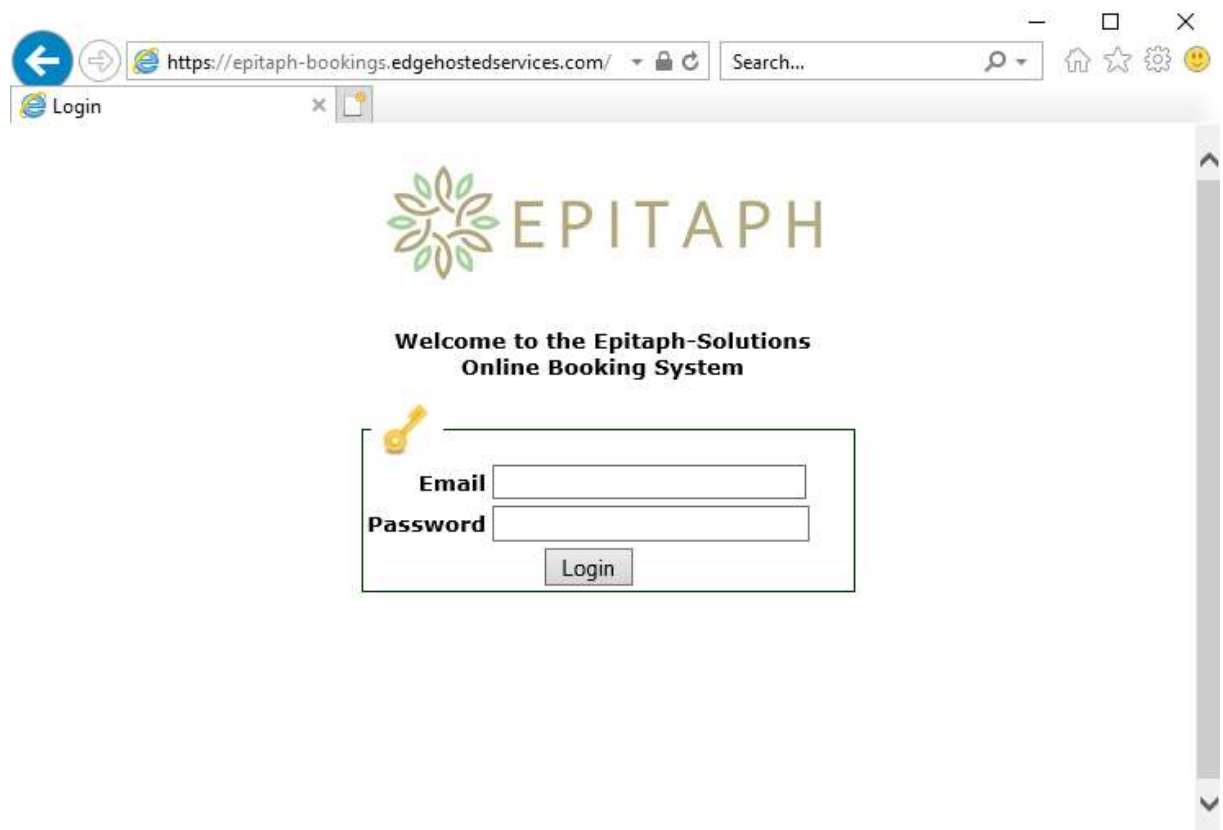 https://epitaph-bookings.edgehostedservices.com/
Search...
Login
EPITAPH
Welcome to the Epitaph-Solutions
Online Booking System
Email
Password
Login